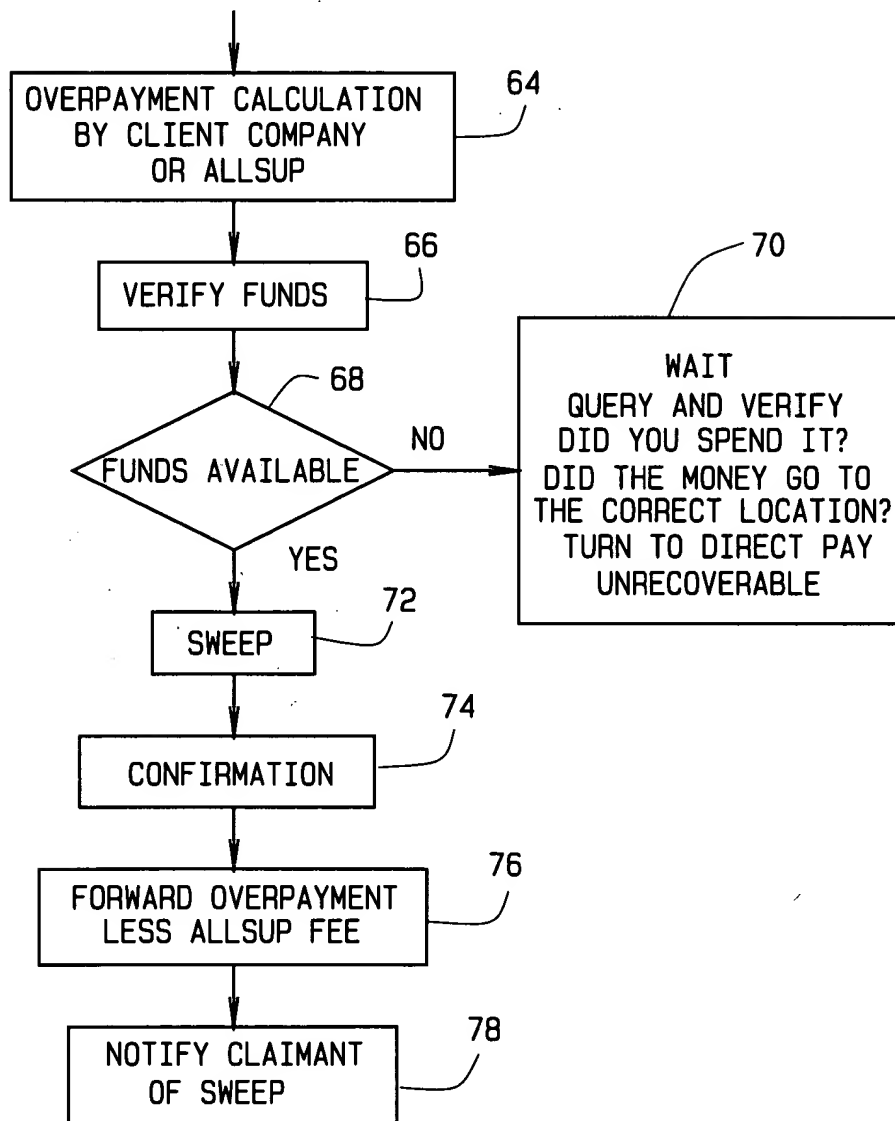 OVERPAYMENT CALCULATION
BY CLIENT COMPANY
OR ALLSUP
64
66
VERIFY FUNDS
70
68
FUNDS AVAILABLE
NO
WAIT
QUERY AND VERIFY
DID YOU SPEND IT?
DID THE MONEY GO TO
THE CORRECT LOCATION?
TURN TO DIRECT PAY
UNRECOVERABLE
YES
72
SWEEP
74
CONFIRMATION
76
FORWARD OVERPAYMENT
LESS ALLSUP FEE
78
NOTIFY CLAIMANT
OF SWEEP